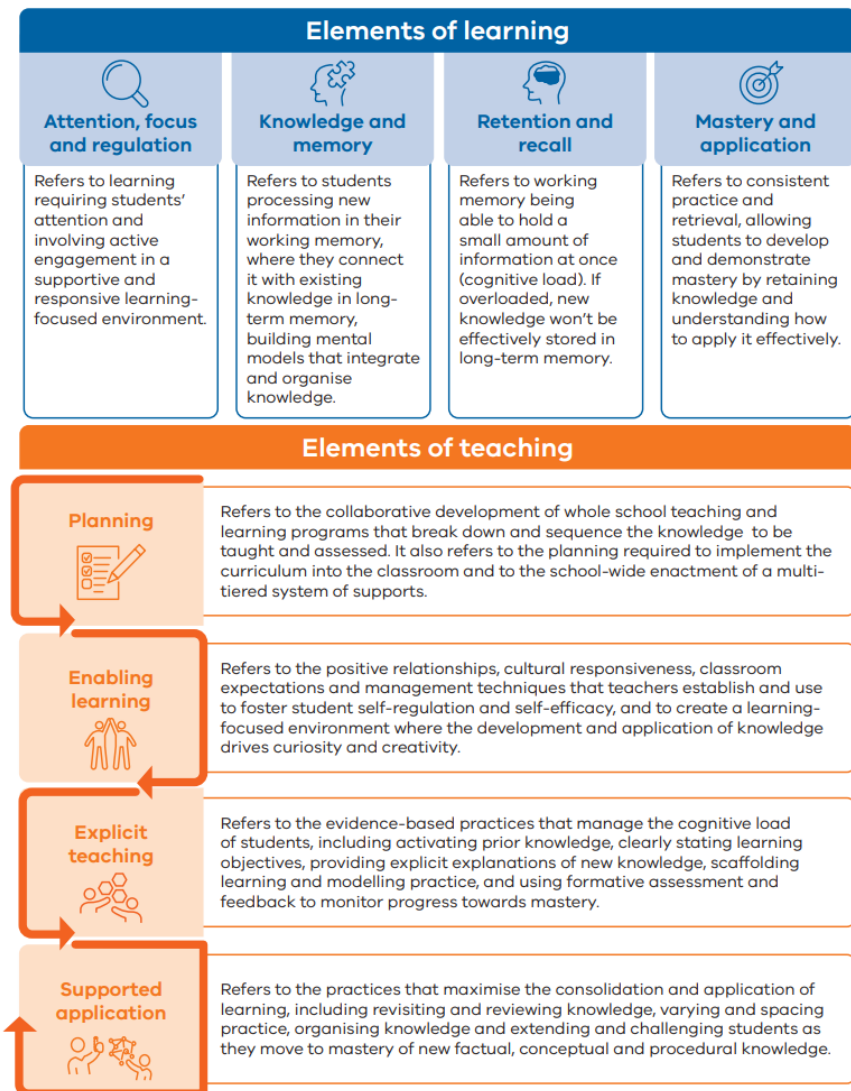 Elements of learning
Attention, focus
and regulation
Refers to learning
requiring students’
attention and
involving active
engagement in a
supportive and
responsive learning-
focused environment.
Knowledge and
memory
Refers to students
processing new
information in their
working memory,
where they connect
it with existing
knowledge in long-
term memory,
building mental
models that integrate
and organise
knowledge.
Retention and
recall
Refers to working
memory being
able to hold a
small amount of
information at once
(cognitive load). If
overloaded, new
knowledge won’t be
effectively stored in
long-term memory.
Mastery and
application
Refers to consistent
practice and
retrieval, allowing
students to develop
and demonstrate
mastery by retaining
knowledge and
understanding how
to apply it effectively.
Elements of teaching
Planning
Refers to the collaborative development of whole school teaching and
learning programs that break down and sequence the knowledge to be
taught and assessed. It also refers to the planning required to implement the
curriculum into the classroom and to the school-wide enactment of a multi-
tiered system of supports.
Enabling
learning
Refers to the positive relationships, cultural responsiveness, classroom
expectations and management techniques that teachers establish and use
to foster student self-regulation and self-efficacy, and to create a learning-
focused environment where the development and application of knowledge
drives curiosity and creativity.
Explicit
teaching
Refers to the evidence-based practices that manage the cognitive load
of students, including activating prior knowledge, clearly stating learning
objectives, providing explicit explanations of new knowledge, scaffolding
learning and modelling practice, and using formative assessment and
feedback to monitor progress towards mastery.
Supported
application
Refers to the practices that maximise the consolidation and application of
learning, including revisiting and reviewing knowledge, varying and spacing
practice, organising knowledge and extending and challenging students as
they move to mastery of new factual, conceptual and procedural knowledge.